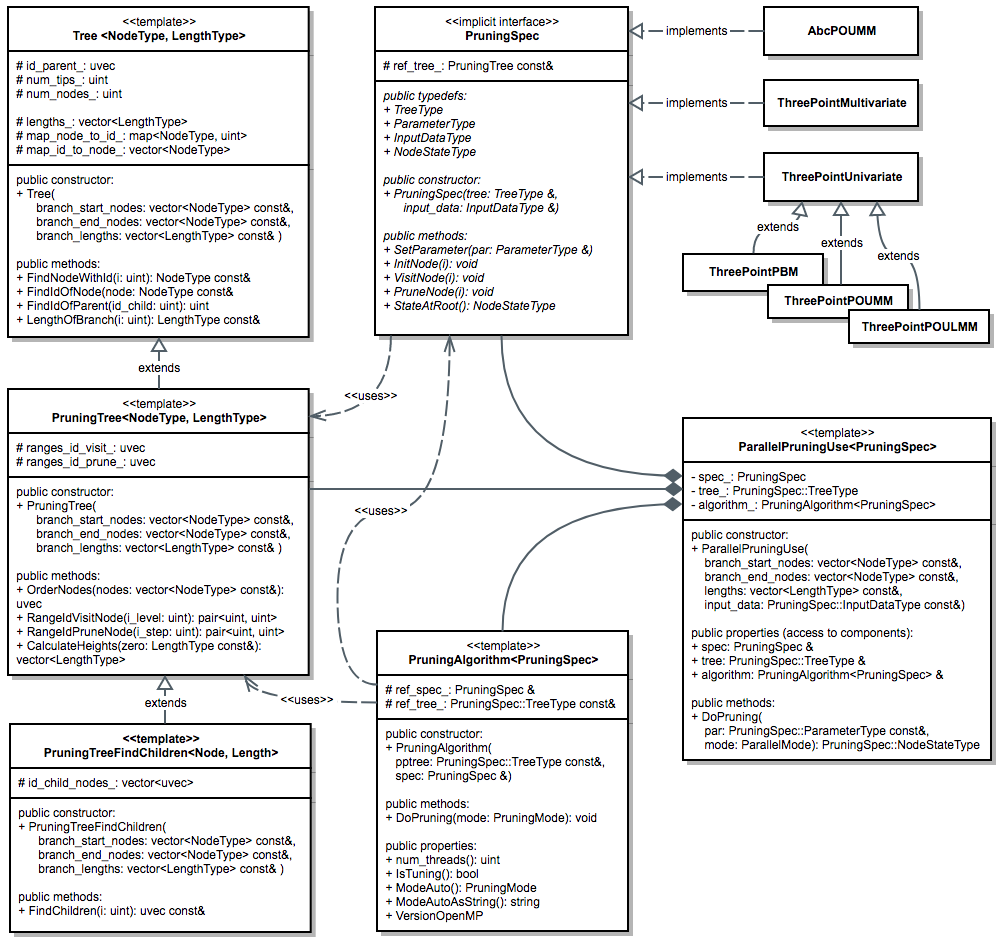 <<template>>
Tree <NodeType, LengthType>
# id_parent_: uvec
# num_tips_: uint
# num_nodes_: uint
# lengths_: vector<LengthType>
# map_node_to_id_: map<NodeType, uint>
# map_id_to_node_: vector<NodeType>
public constructor:
+ Tree(
branch_start_nodes: vector<NodeType> const&,
branch_end_nodes: vector<NodeType> const&,
branch_lengths: vector<LengthType> const& )
public methods:
+ FindNodeWithId(i: uint): NodeType const&
+ FindIdOfNode(node: NodeType const&
+ FindIdOfParent(id_child: uint): uint
+ LengthOfBranch(i: uint): LengthType const&
extends
<<template>>
PruningTree<NodeType, LengthType>
# ranges_id_visit_: uvec
# ranges_id_prune_: uvec
public constructor:
+ PruningTree(
branch_start_nodes: vector<NodeType> const&,
branch_end_nodes: vector<NodeType> const&,
branch_lengths: vector<LengthType> const& )
public methods:
+ OrderNodes(nodes: vector<NodeType> const&):
uvec
+ RangeIdVisitNode(i_level: uint): pair<uint, uint>
+ RangeIdPruneNode(i_step: uint): pair<uint, uint>
+ CalculateHeights(zero: LengthType const&):
vector<LengthType>
extends
<<template>>
PruningTreeFindChildren<Node, Length>
# id_child_nodes_: vector<uvec>
public constructor:
+ PruningTreeFindChildren(
branch_start_nodes: vector<NodeType> const&,
branch_end_nodes: vector<NodeType> const&,
branch_lengths: vector<LengthType> const& )
public methods:
+ FindChildren(i: uint): uvec const&
<<implicit interface>>
PruningSpec
# ref_tree_: PruningTree const&
public typedefs:
+ TreeType
+ ParameterType
+ InputDataType
+ NodeStateType
public constructor:
+ PruningSpec(tree: TreeType &,
input_data: InputDataType &)
public methods:
+ SetParameter(par: ParameterType &)
+ InitNode(i): void
+ VisitNode(i): void
+ PruneNode(i): void
+ StateAtRoot(): NodeStateType
<<uses>>
<<uses>>
<<uses>>
<<template>>
PruningAlgorithm<PruningSpec>
# ref_spec_: PruningSpec &
# ref_tree_: PruningSpec::TreeType const&
public constructor:
+ PruningAlgorithm(
pptree: PruningSpec::TreeType const&,
spec: PruningSpec &)
public methods:
+ DoPruning(mode: PruningMode): void
public properties:
+ num_threads(): uint
+ IsTuning(): bool
+ ModeAuto(): PruningMode
+ ModeAutoAsString(): string
+ VersionOpenMP
implements
AbcPOUMM
implements
ThreePointMultivariate
implements
ThreePointUnivariate
extends
extends
extends
ThreePointPBM
ThreePointPOUMM
ThreePointPOULMM
<<template>>
ParallelPruningUse<PruningSpec>
- spec_: PruningSpec
- tree_: PruningSpec::TreeType
- algorithm_: PruningAlgorithm<PruningSpec>
public constructor:
+ ParallelPruningUse(
branch_start_nodes: vector<NodeType> const&,
branch_end_nodes: vector<NodeType> const&,
lengths: vector<LengthType> const&,
input_data: PruningSpec::InputDataType const&)
public properties (access to components):
+ spec: PruningSpec &
+ tree: PruningSpec::TreeType &
+ algorithm: PruningAlgorithm<PruningSpec> &
public methods:
+ DoPruning(
par: PruningSpec::ParameterType const&,
mode: ParallelMode): PruningSpec::NodeStateType